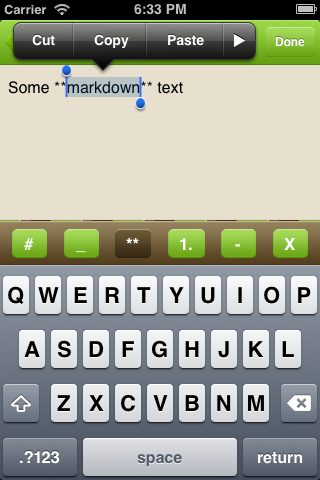 Carrier 6:33 PM
Cut Copy Paste Done
Some **markdown** text
# _ ** 1. - X
Q W E R T Y U I O P
A S D F G H J K L
Z X C V B N M
.?123 space return